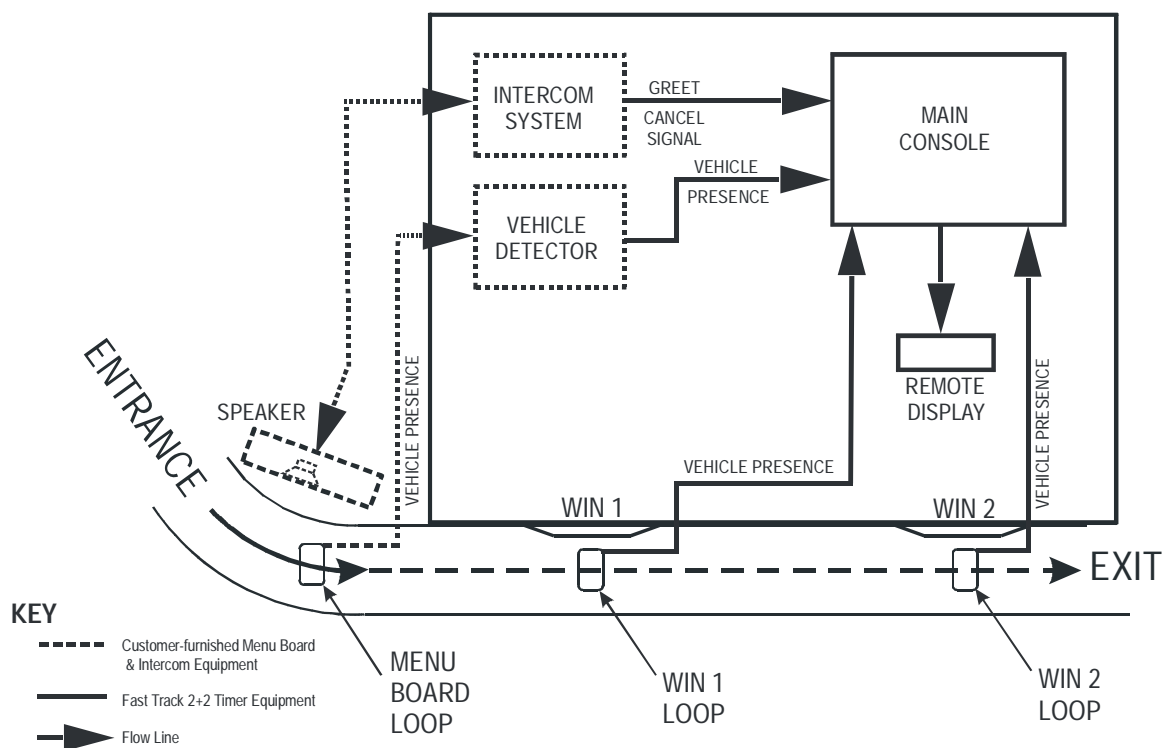 INTERCOM
SYSTEM
GREET
CANCEL
SIGNAL
MAIN
CONSOLE
VEHICLE
PRESENCE
VEHICLE
DETECTOR
ENTRANCE
SPEAKER
VEHICLE PRESENCE
REMOTE
DISPLAY
VEHICLE PRESENCE
VEHICLE PRESENCE
WIN 1
WIN 2
EXIT
KEY
Customer-furnished Menu Board
& Intercom Equipment
Fast Track 2+2 Timer Equipment
Flow Line
MENU
BOARD
LOOP
WIN 1
LOOP
WIN 2
LOOP